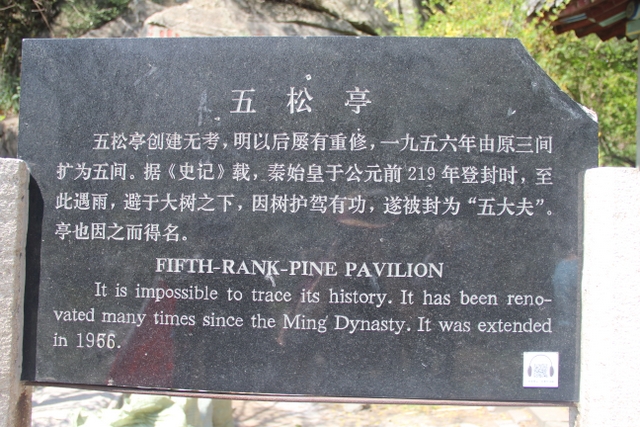 五松亭
五松亭创建无考，明以后屡有重修，一九五六年由原三间
扩为五间。据《史记》载，秦始皇于公元前219年登封时，至
此遇雨，避于大树之下，因树护驾有功，遂被封为“五大夫”。
亭也因之而得名。
FIFTH-RANK-PINE PAVILION
It is impossible to trace its history. It has been reno-
vated many times since the Ming Dynasty. It was extended
in 1956.